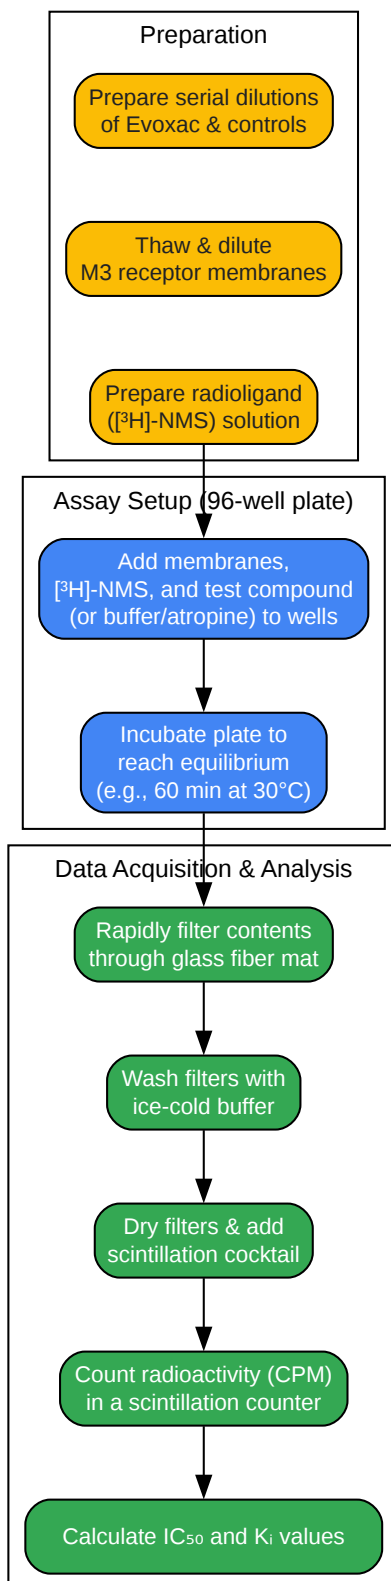 Preparation
Prepare serial dilutions
of Evoxac & controls
Thaw & dilute
M3 receptor membranes
Prepare radioligand
([³H]-NMS) solution
Assay Setup (96-well plate)
Add membranes,
[³H]-NMS, and test compound
(or buffer/atropine) to wells
Incubate plate to
reach equilibrium
(e.g., 60 min at 30°C)
Data Acquisition & Analysis
Rapidly filter contents
through glass fiber mat
Wash filters with
ice-cold buffer
Dry filters & add
scintillation cocktail
Count radioactivity (CPM)
in a scintillation counter
Calculate IC₅₀ and Kᵢ values